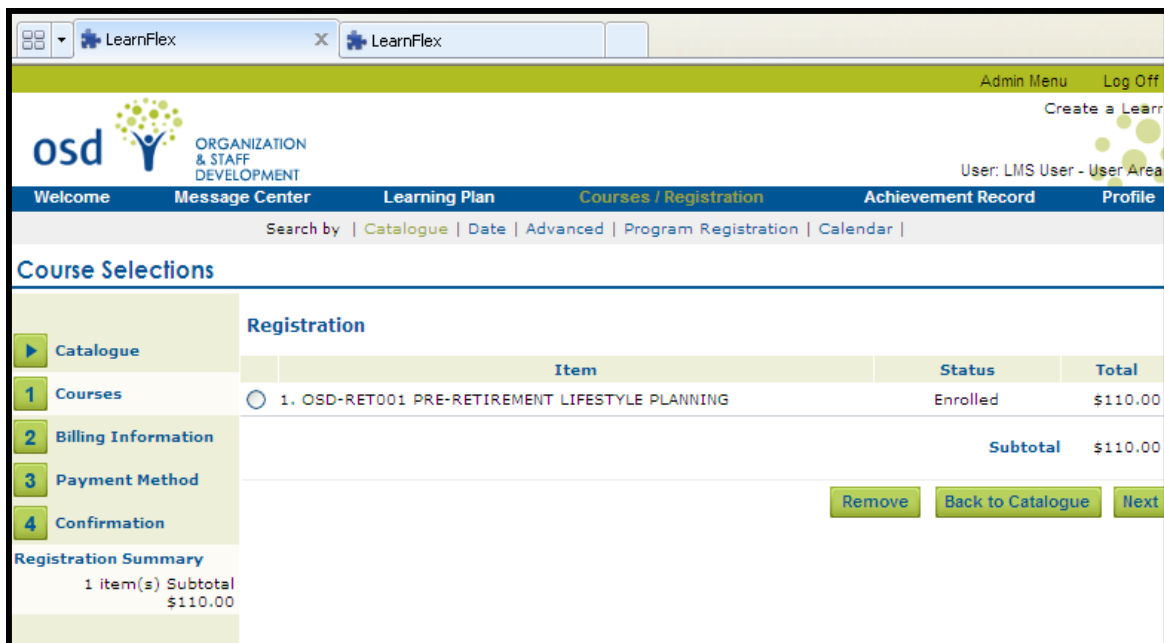 LearnFlex
LearnFlex
Admin Menu Log Off
Create a Learn
osd ORGANIZATION
& STAFF
DEVELOPMENT
User: LMS User - User Area
Welcome Message Center Learning Plan Courses / Registration Achievement Record Profile
Search by | Catalogue | Date | Advanced | Program Registration | Calendar |
Course Selections
Catalogue
1 Courses
2 Billing Information
3 Payment Method
4 Confirmation
Registration Summary
1 item(s) Subtotal
$110.00
Registration
Item Status Total
1. OSD-RET001 PRE-RETIREMENT LIFESTYLE PLANNING Enrolled $110.00
Subtotal $110.00
Remove Back to Catalogue Next